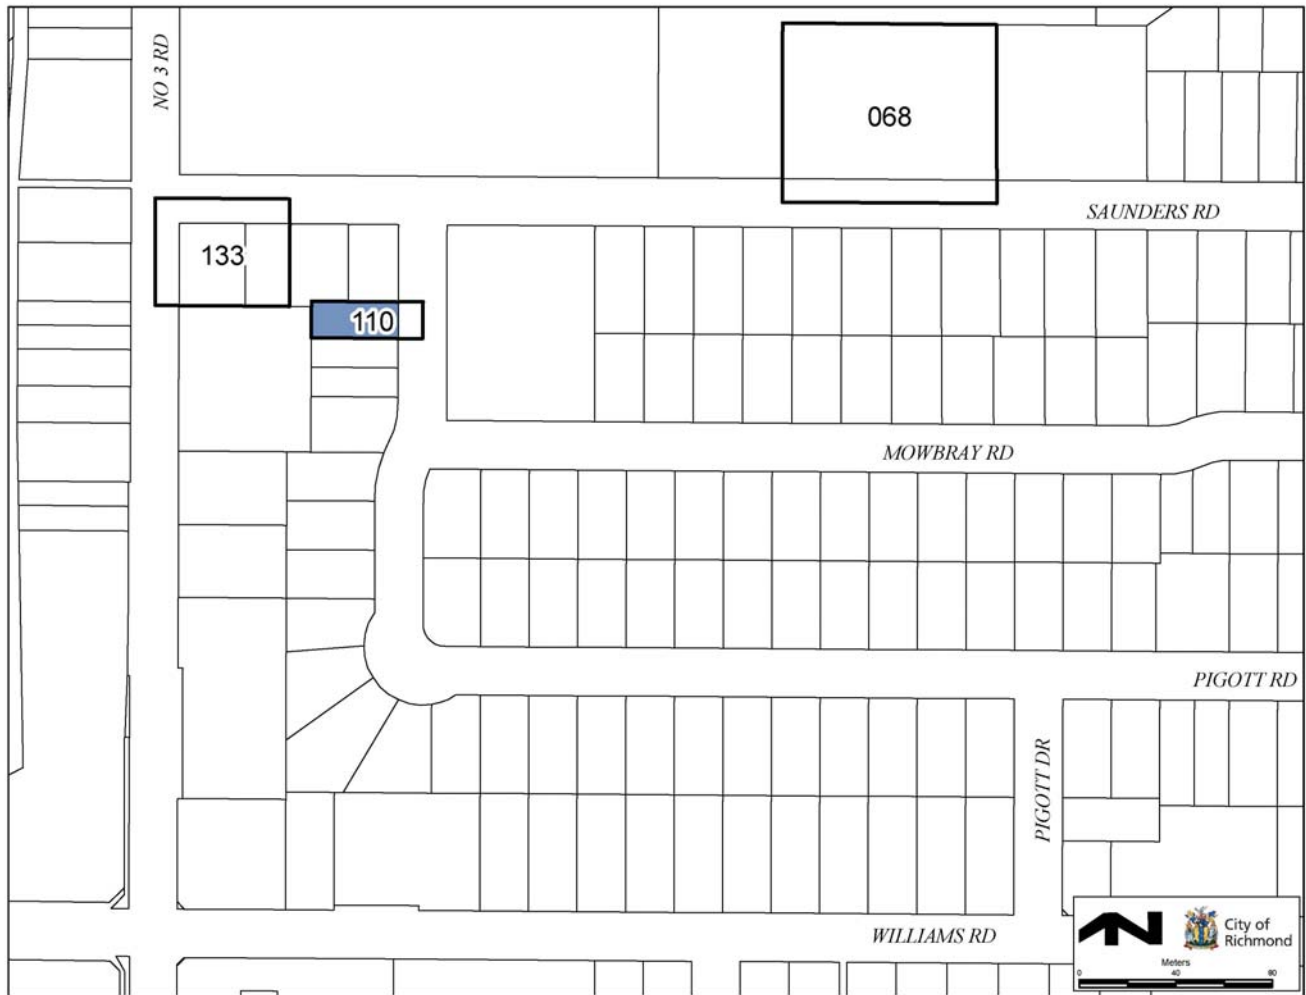 NO 3 RD
068
SAUNDERS RD
133
110
MOWBRAY RD
PIGOTT RD
PIGOTT DR
WILLIAMS RD
City of
Richmond
Meters
0 40 80